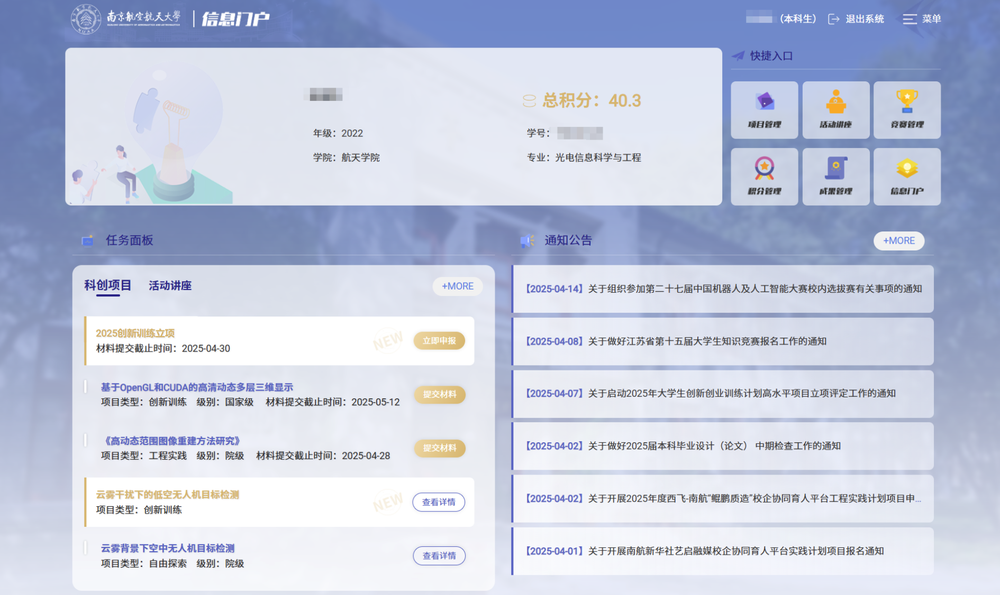 南京航空航天大學
NANJING UNIVERSITY OF AERONAUTICS AND ASTRONAUTICS
NUAA
信息门户
(本科生)
退出系统
菜单
总积分：40.3
年级：2022
学号：
学院：航天学院
专业：光电信息科学与工程
快捷入口
项目管理
活动讲座
竞赛管理
积分管理
成果管理
信息门户
任务面板
科创项目
活动讲座
+MORE
2025创新训练立项
材料提交截止时间：2025-04-30
NEW
立即申报
基于OpenGL和CUDA的高清动态多层三维显示
项目类型：创新训练 级别：国家级 材料提交截止时间：2025-05-12
提交材料
《高动态范围图像重建方法研究》
项目类型：工程实践 级别：院级 材料提交截止时间：2025-04-28
提交材料
云雾干扰下的低空无人机目标检测
项目类型：创新训练
NEW
查看详情
云雾背景下空中无人机目标检测
项目类型：自由探索 级别：院级
查看详情
通知公告
+MORE
【2025-04-14】关于组织参加第二十七届中国机器人及人工智能大赛校内选拔赛有关事项的通知
【2025-04-08】关于做好江苏省第十五届大学生知识竞赛报名工作的通知
【2025-04-07】关于启动2025年大学生创新创业训练计划高水平项目立项评定工作的通知
【2025-04-02】关于做好2025届本科毕业设计（论文） 中期检查工作的通知
【2025-04-02】关于开展2025年度西飞-南航“鲲鹏质造”校企协同育人平台工程实践计划项目申...
【2025-04-01】关于开展南航新华社艺启融媒校企协同育人平台实践计划项目报名通知